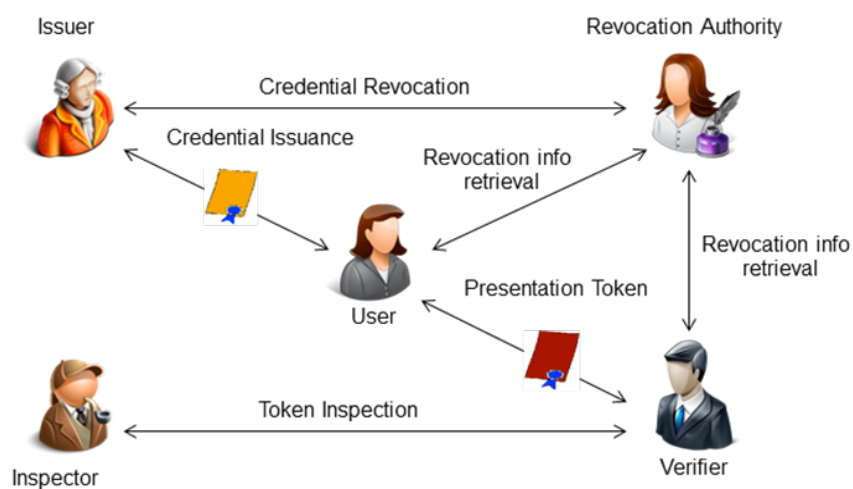 Issuer
Revocation Authority
Credential Revocation
Credential Issuance
Revocation info
retrieval
Revocation info
retrieval
Presentation Token
User
Token Inspection
Verifier
Inspector